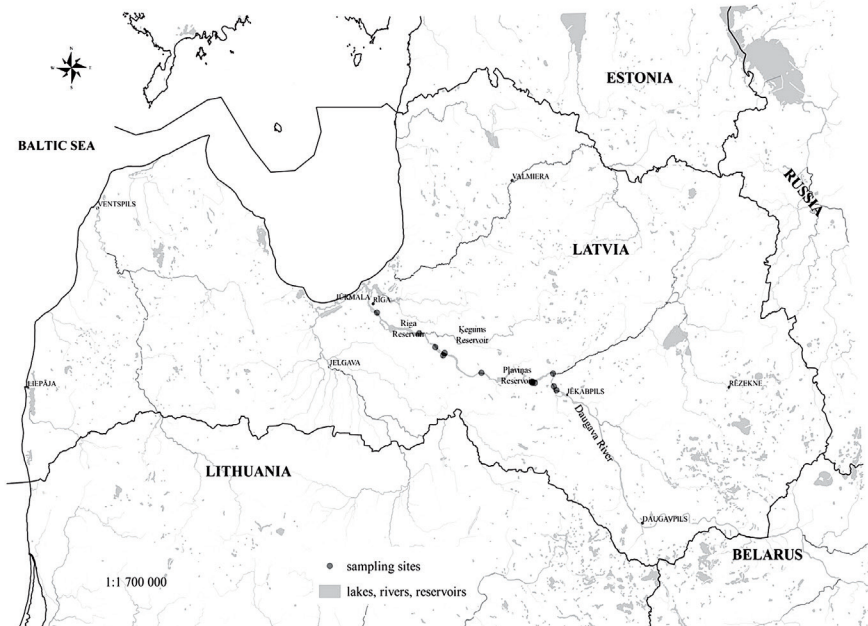 ESTONIA
BALTIC SEA
RUSSIA
VALMIERA
VENTSPILS
LATVIA
JŪRMALA
RĪGA
Riga
Reservoir
Ķegums
Reservoir
JELGAVA
Pļaviņas
Reservoir
LIEPĀJA
JĒKABPILS
RĒZEKNE
Daugava River
LITHUANIA
DAUGAVPILS
BELARUS
sampling sites
1:1 700 000
lakes, rivers, reservoirs